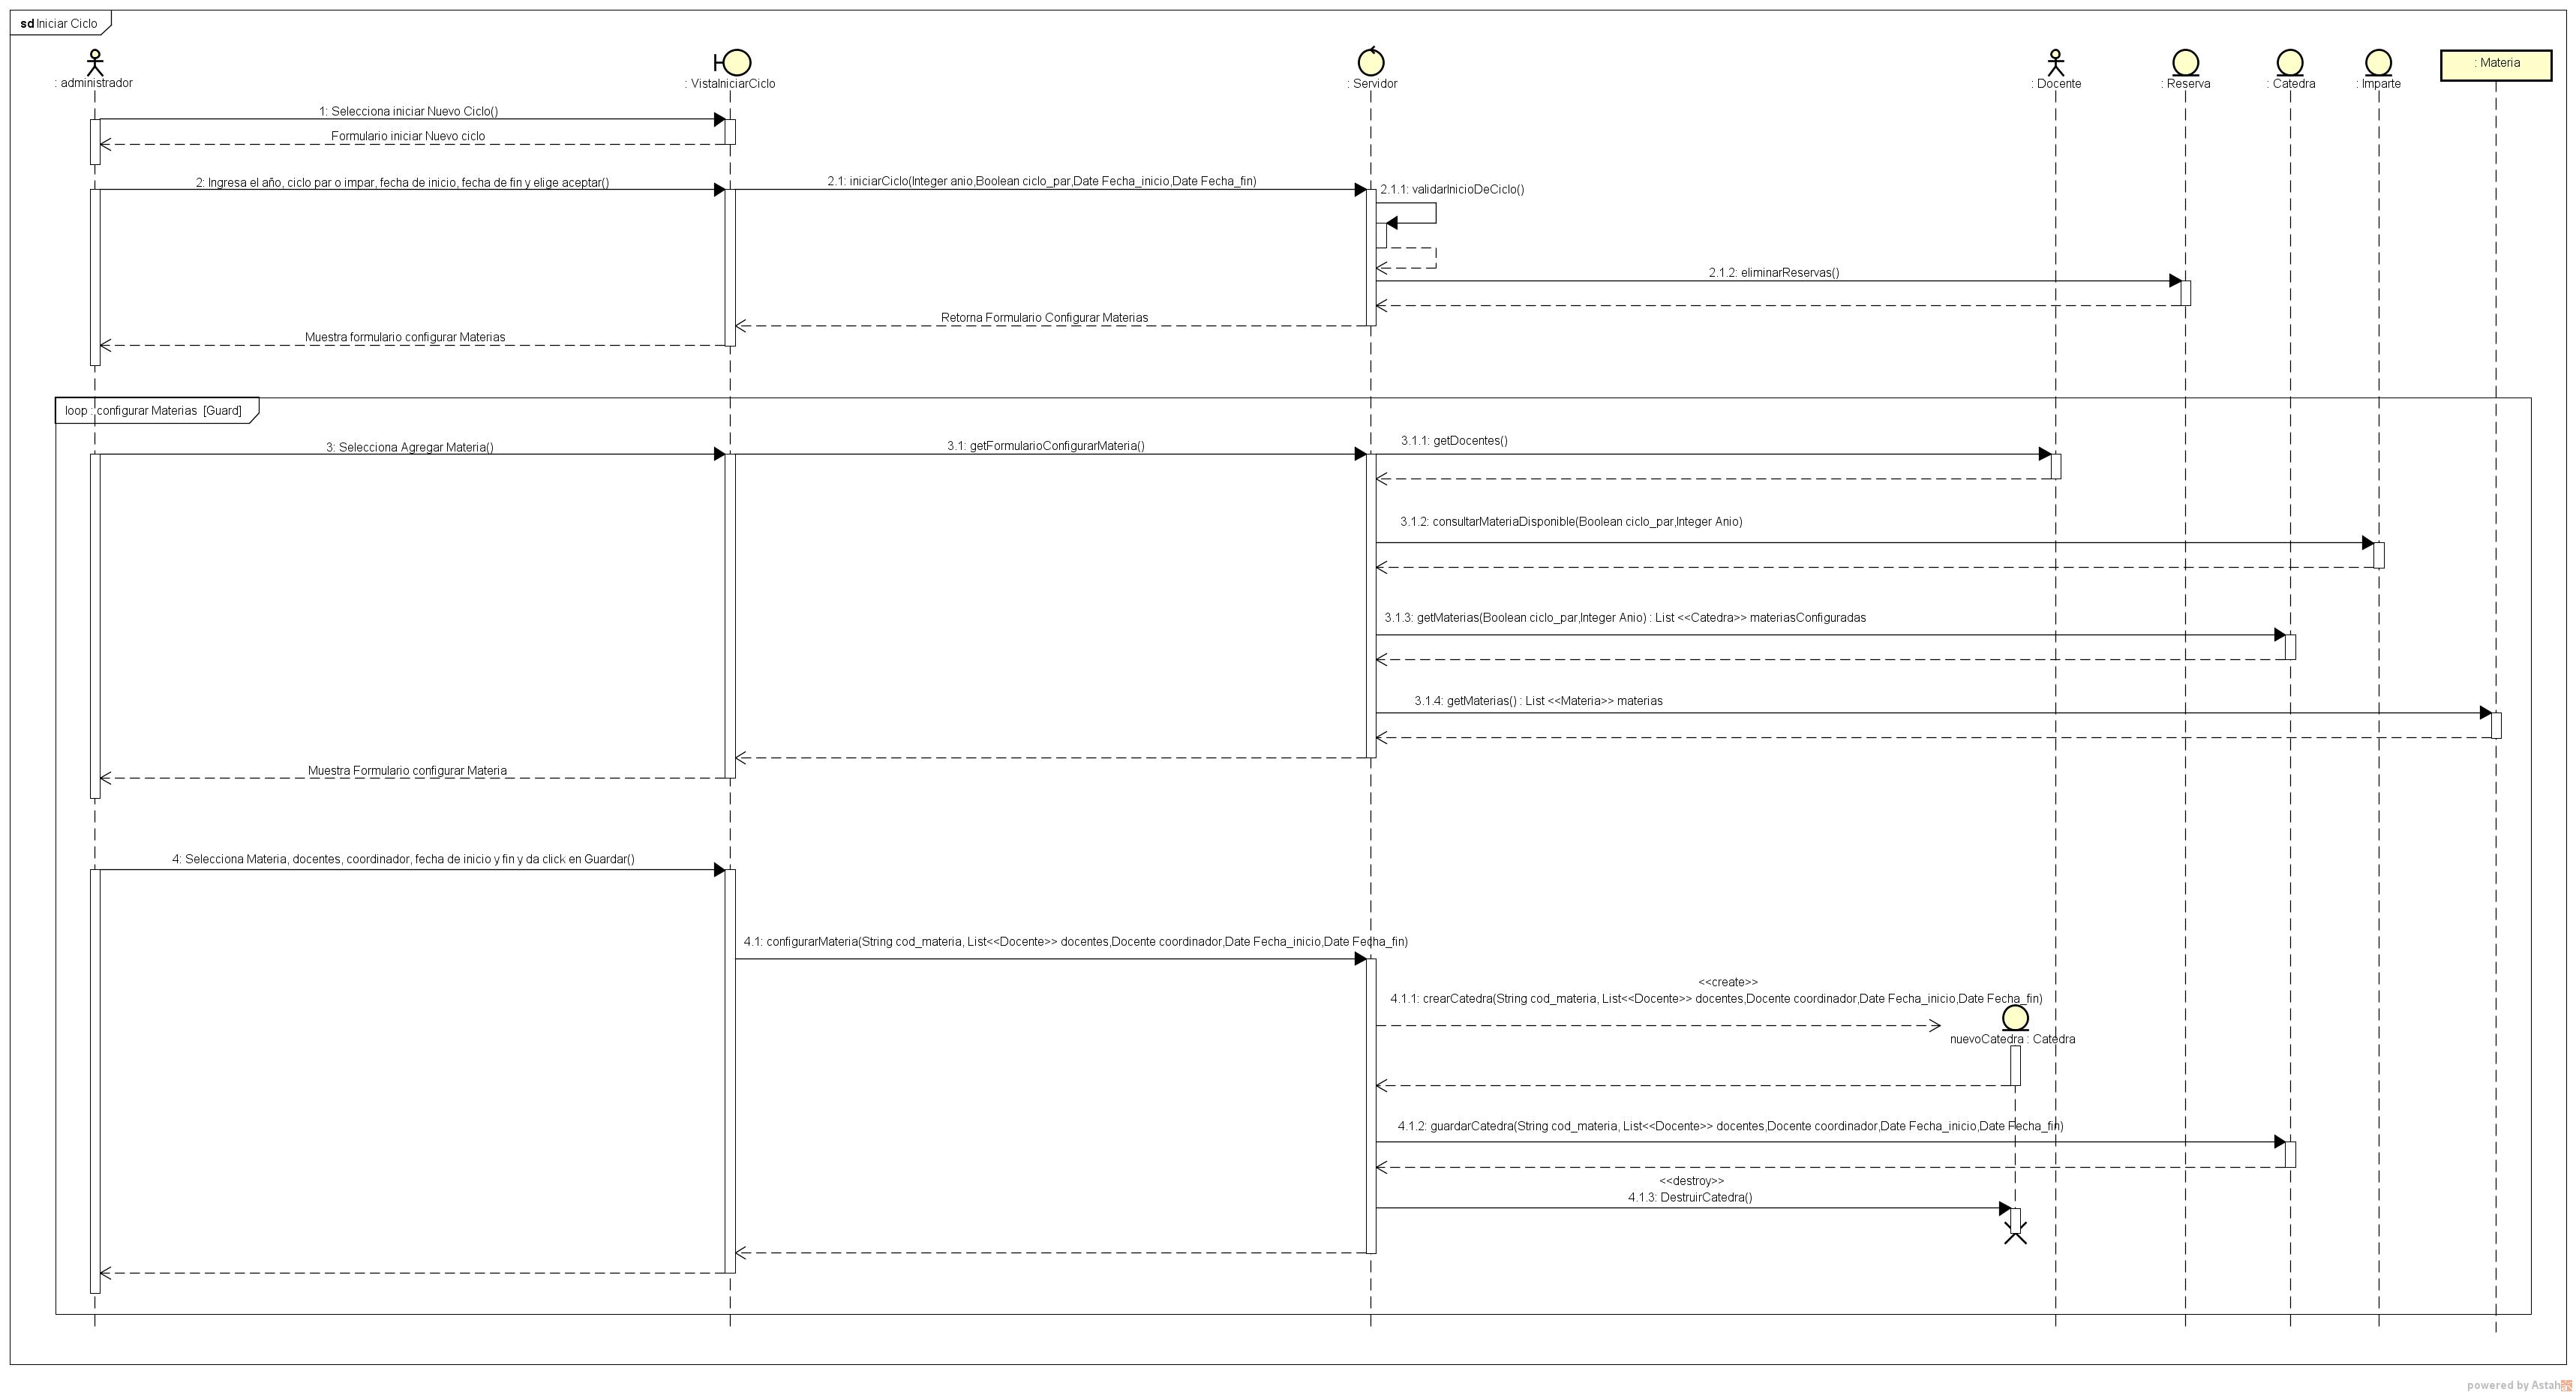 sd Iniciar Ciclo
: administrador
: VistaIniciarCiclo
: Servidor
: Docente
: Reserva
: Catedra
: Imparte
: Materia
1: Selecciona iniciar Nuevo Ciclo()
Formulario iniciar Nuevo ciclo
2: Ingresa el año, ciclo par o impar, fecha de inicio, fecha de fin y elige aceptar()
2.1: iniciarCiclo(Integer anio,Boolean ciclo_par,Date Fecha_inicio,Date Fecha_fin)
2.1.1: validarInicioDeCiclo()
2.1.2: eliminarReservas()
Retorna Formulario Configurar Materias
Muestra formulario configurar Materias
loop : configurar Materias [Guard]
3: Selecciona Agregar Materia()
3.1: getFormularioConfigurarMateria()
3.1.1: getDocentes()
3.1.2: consultarMateriaDisponible(Boolean ciclo_par,Integer Anio)
3.1.3: getMaterias(Boolean ciclo_par,Integer Anio) : List <<Catedra>> materiasConfiguradas
3.1.4: getMaterias() : List <<Materia>> materias
Muestra Formulario configurar Materia
4: Selecciona Materia, docentes, coordinador, fecha de inicio y fin y da click en Guardar()
4.1: configurarMateria(String cod_materia, List<<Docente>> docentes,Docente coordinador,Date Fecha_inicio,Date Fecha_fin)
<<create>>
4.1.1: crearCatedra(String cod_materia, List<<Docente>> docentes,Docente coordinador,Date Fecha_inicio,Date Fecha_fin)
nuevoCatedra : Catedra
4.1.2: guardarCatedra(String cod_materia, List<<Docente>> docentes,Docente coordinador,Date Fecha_inicio,Date Fecha_fin)
<<destroy>>
4.1.3: DestruirCatedra()
powered by Astah